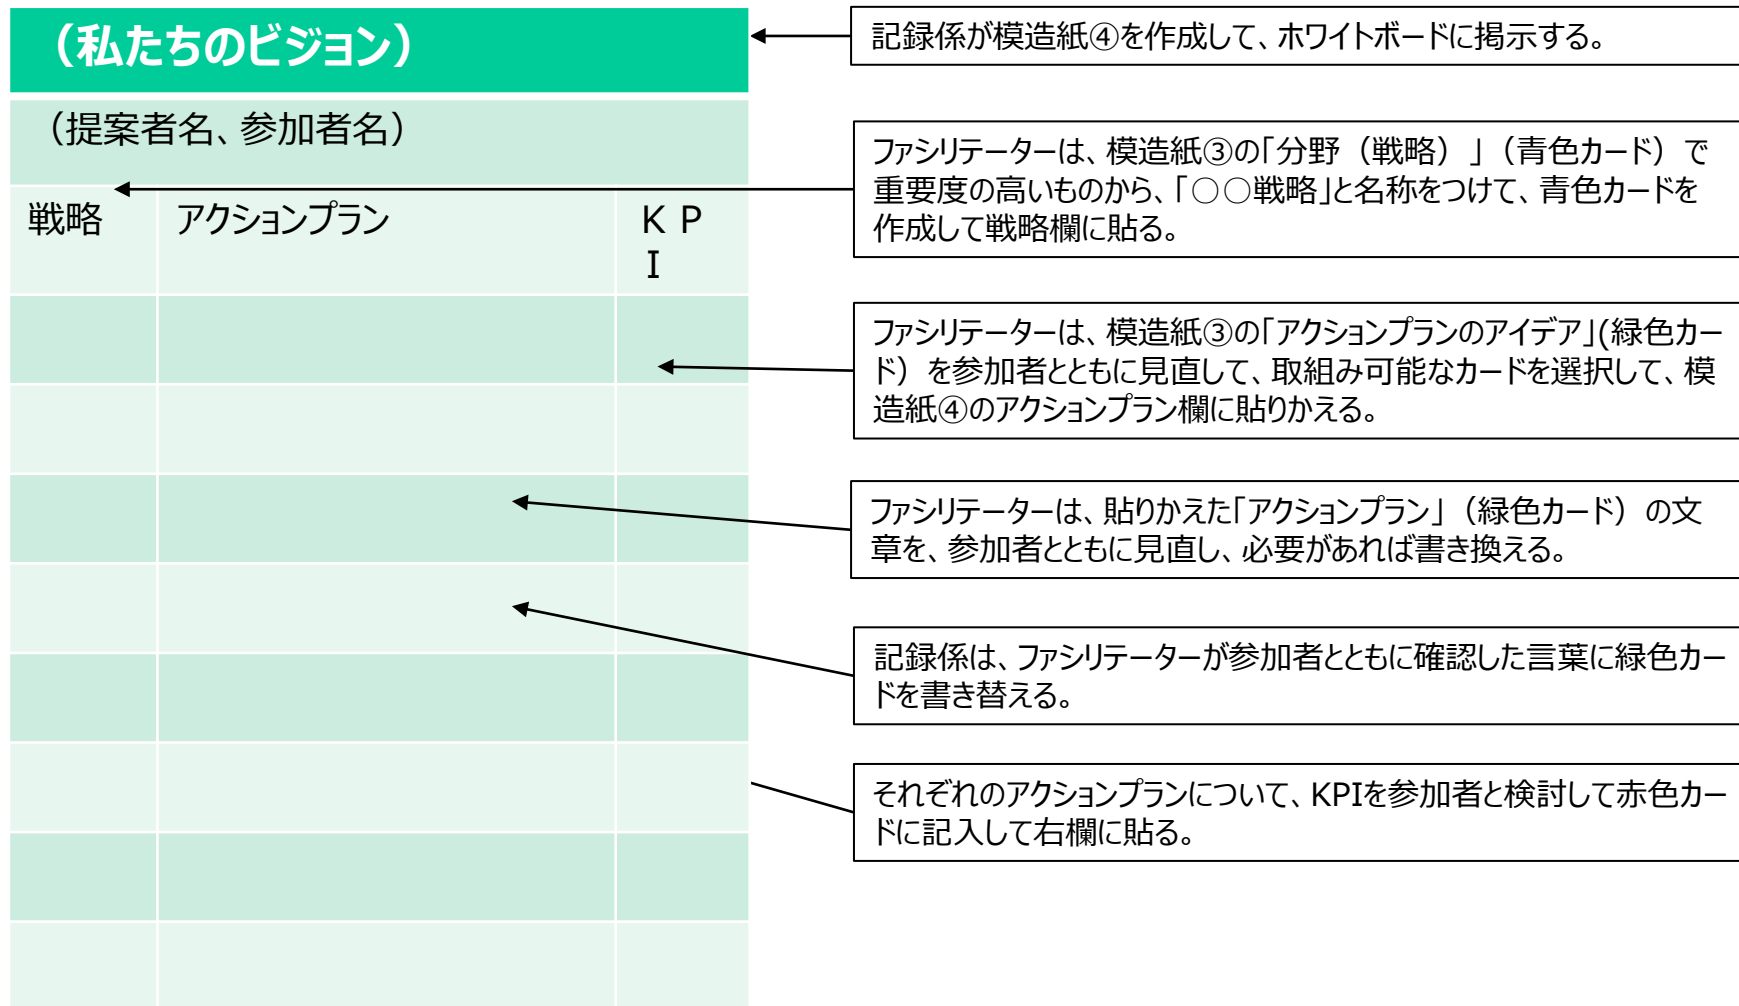 （私たちのビジョン）
（提案者名、参加者名）
戦略
アクションプラン
ＫＰ
Ｉ
記録係が模造紙④を作成して、ホワイトボードに掲示する。
ファシリテーターは、模造紙③の「分野（戦略）」（青色カード）で
重要度の高いものから、「○○戦略」と名称をつけて、青色カードを
作成して戦略欄に貼る。
ファシリテーターは、模造紙③の「アクションプランのアイデア」(緑色カー
ド）を参加者とともに見直して、取組み可能なカードを選択して、模
造紙④のアクションプラン欄に貼りかえる。
ファシリテーターは、貼りかえた「アクションプラン」（緑色カード）の文
章を、参加者とともに見直し、必要があれば書き換える。
記録係は、ファシリテーターが参加者とともに確認した言葉に緑色カー
ドを書き替える。
それぞれのアクションプランについて、KPIを参加者と検討して赤色カー
ドに記入して右欄に貼る。